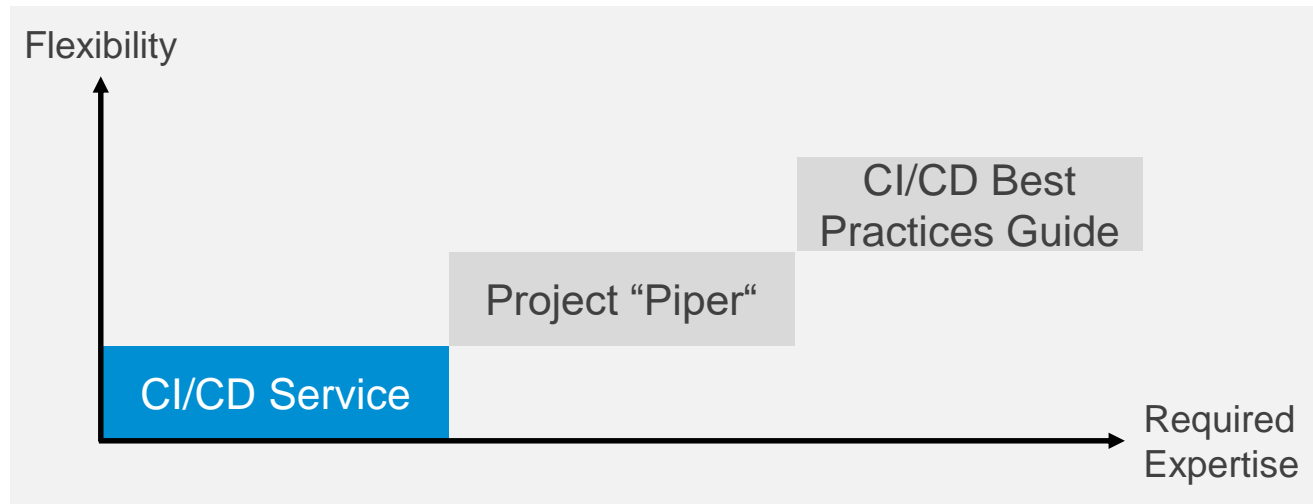 Flexibility
CI/CD Best
Practices Guide
Project “Piper“
CI/CD Service
Required
Expertise